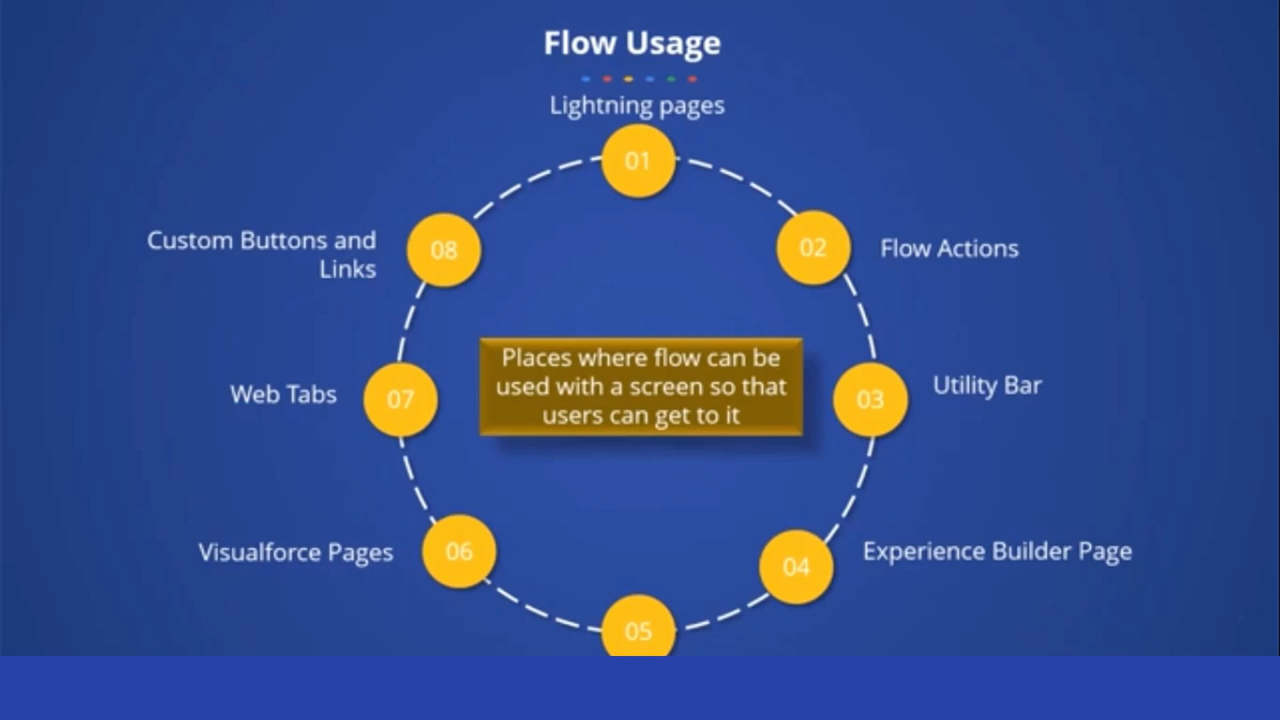 Flow Usage
Lightning pages
01
02
Flow Actions
03
Utility Bar
04
Experience Builder Page
05
06
Visualforce Pages
07
Web Tabs
08
Custom Buttons and
Links
Places where flow can be
used with a screen so that
users can get to it